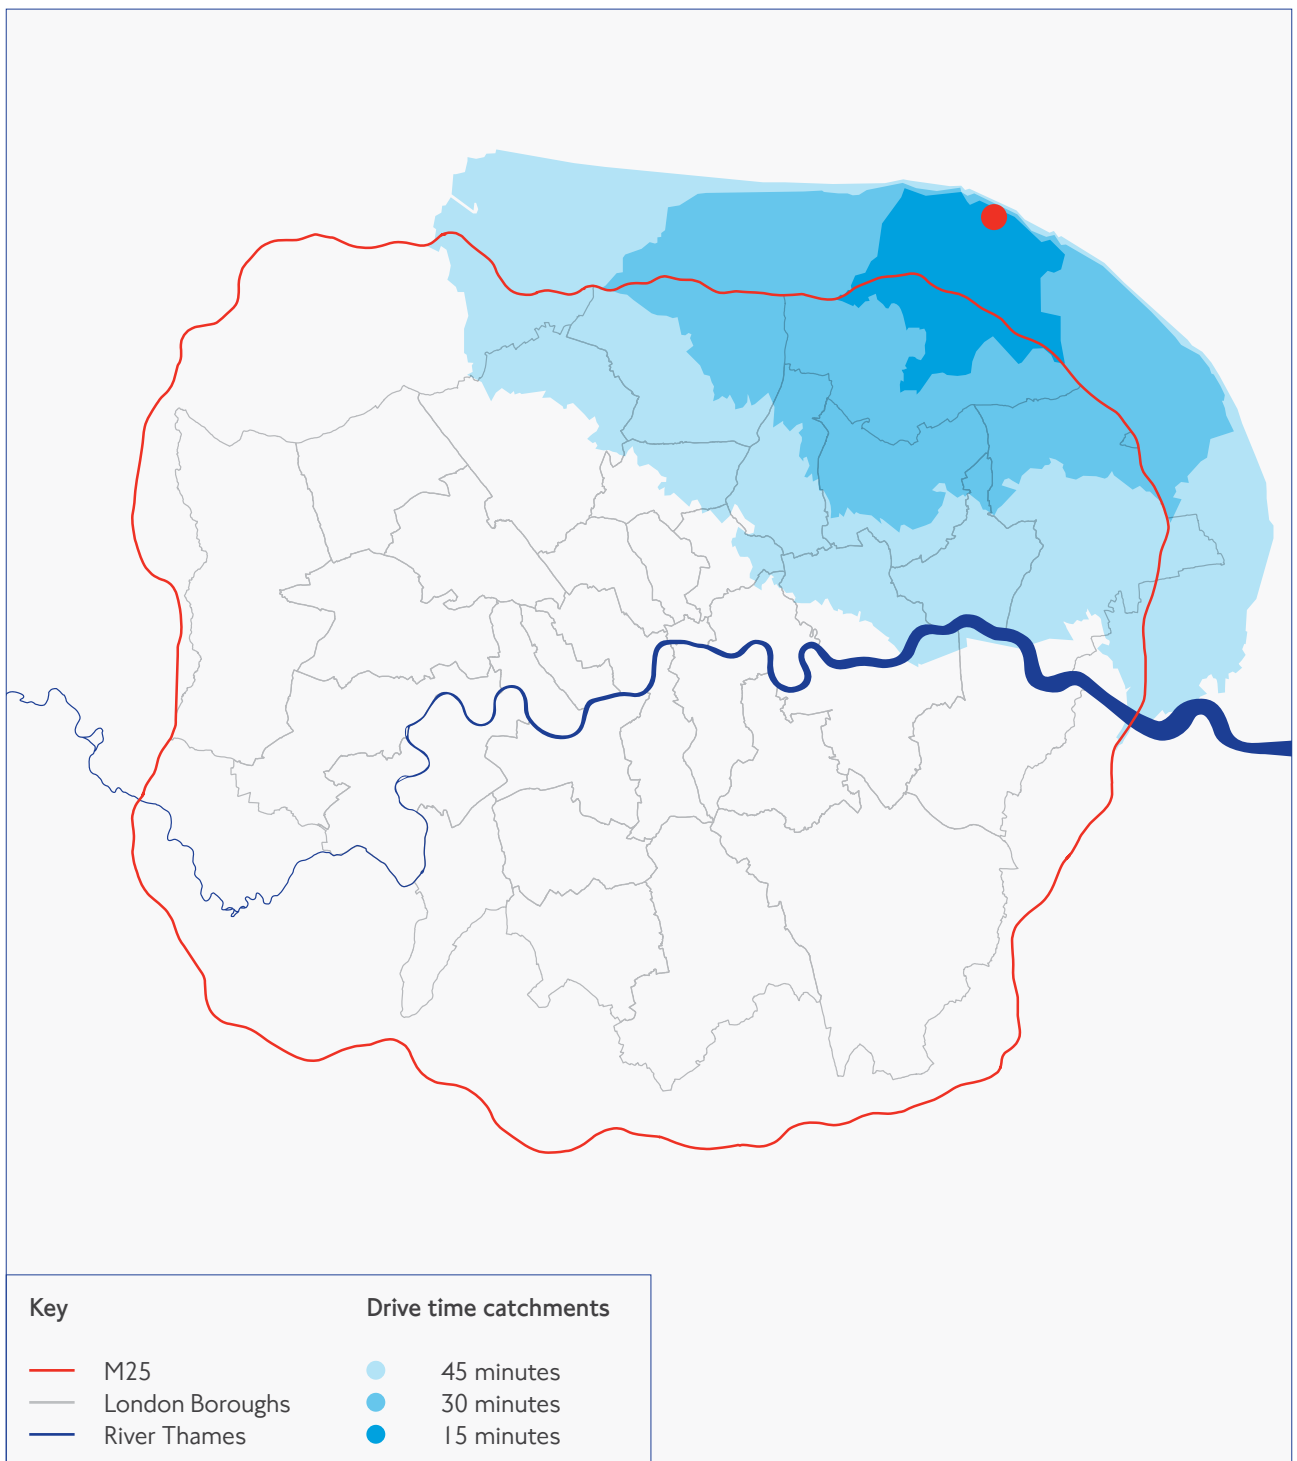 Key
Drive time catchments
M25
45 minutes
London Boroughs
30 minutes
River Thames
15 minutes